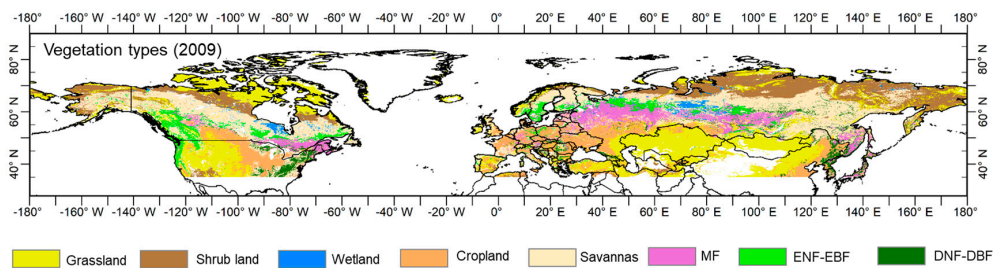 -180 -160° W -140° W -120° W -100° W -80° W -60° W -40° W -20° W 0° E 20° E 40° E 60° E 80° E 100° E 120° E 140° E 160° E 180° E
Vegetation types (2009)
80° N 80° N
60° N 60° N
40° N 40° N
-180 -160° W -140° W -120° W -100° W -80° W -60° W -40° W -20° W 0° E 20° E 40° E 60° E 80° E 100° E 120° E 140° E 160° E 180° E
Grassland Shrub land Wetland Cropland Savannas MF ENF-EBF DNF-DBF